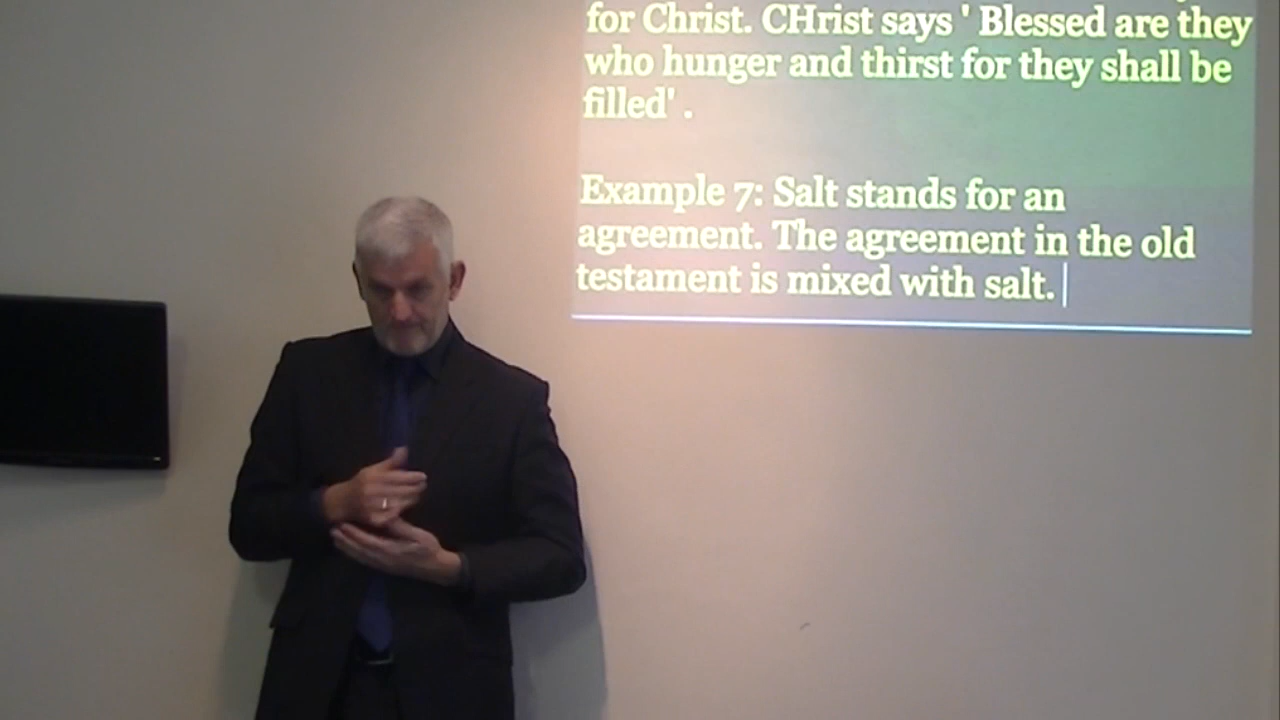 for Christ. CHrist says ' Blessed are they
who hunger and thirst for they shall be
filled' .
Example 7: Salt stands for an
agreement. The agreement in the old
testament is mixed with salt.